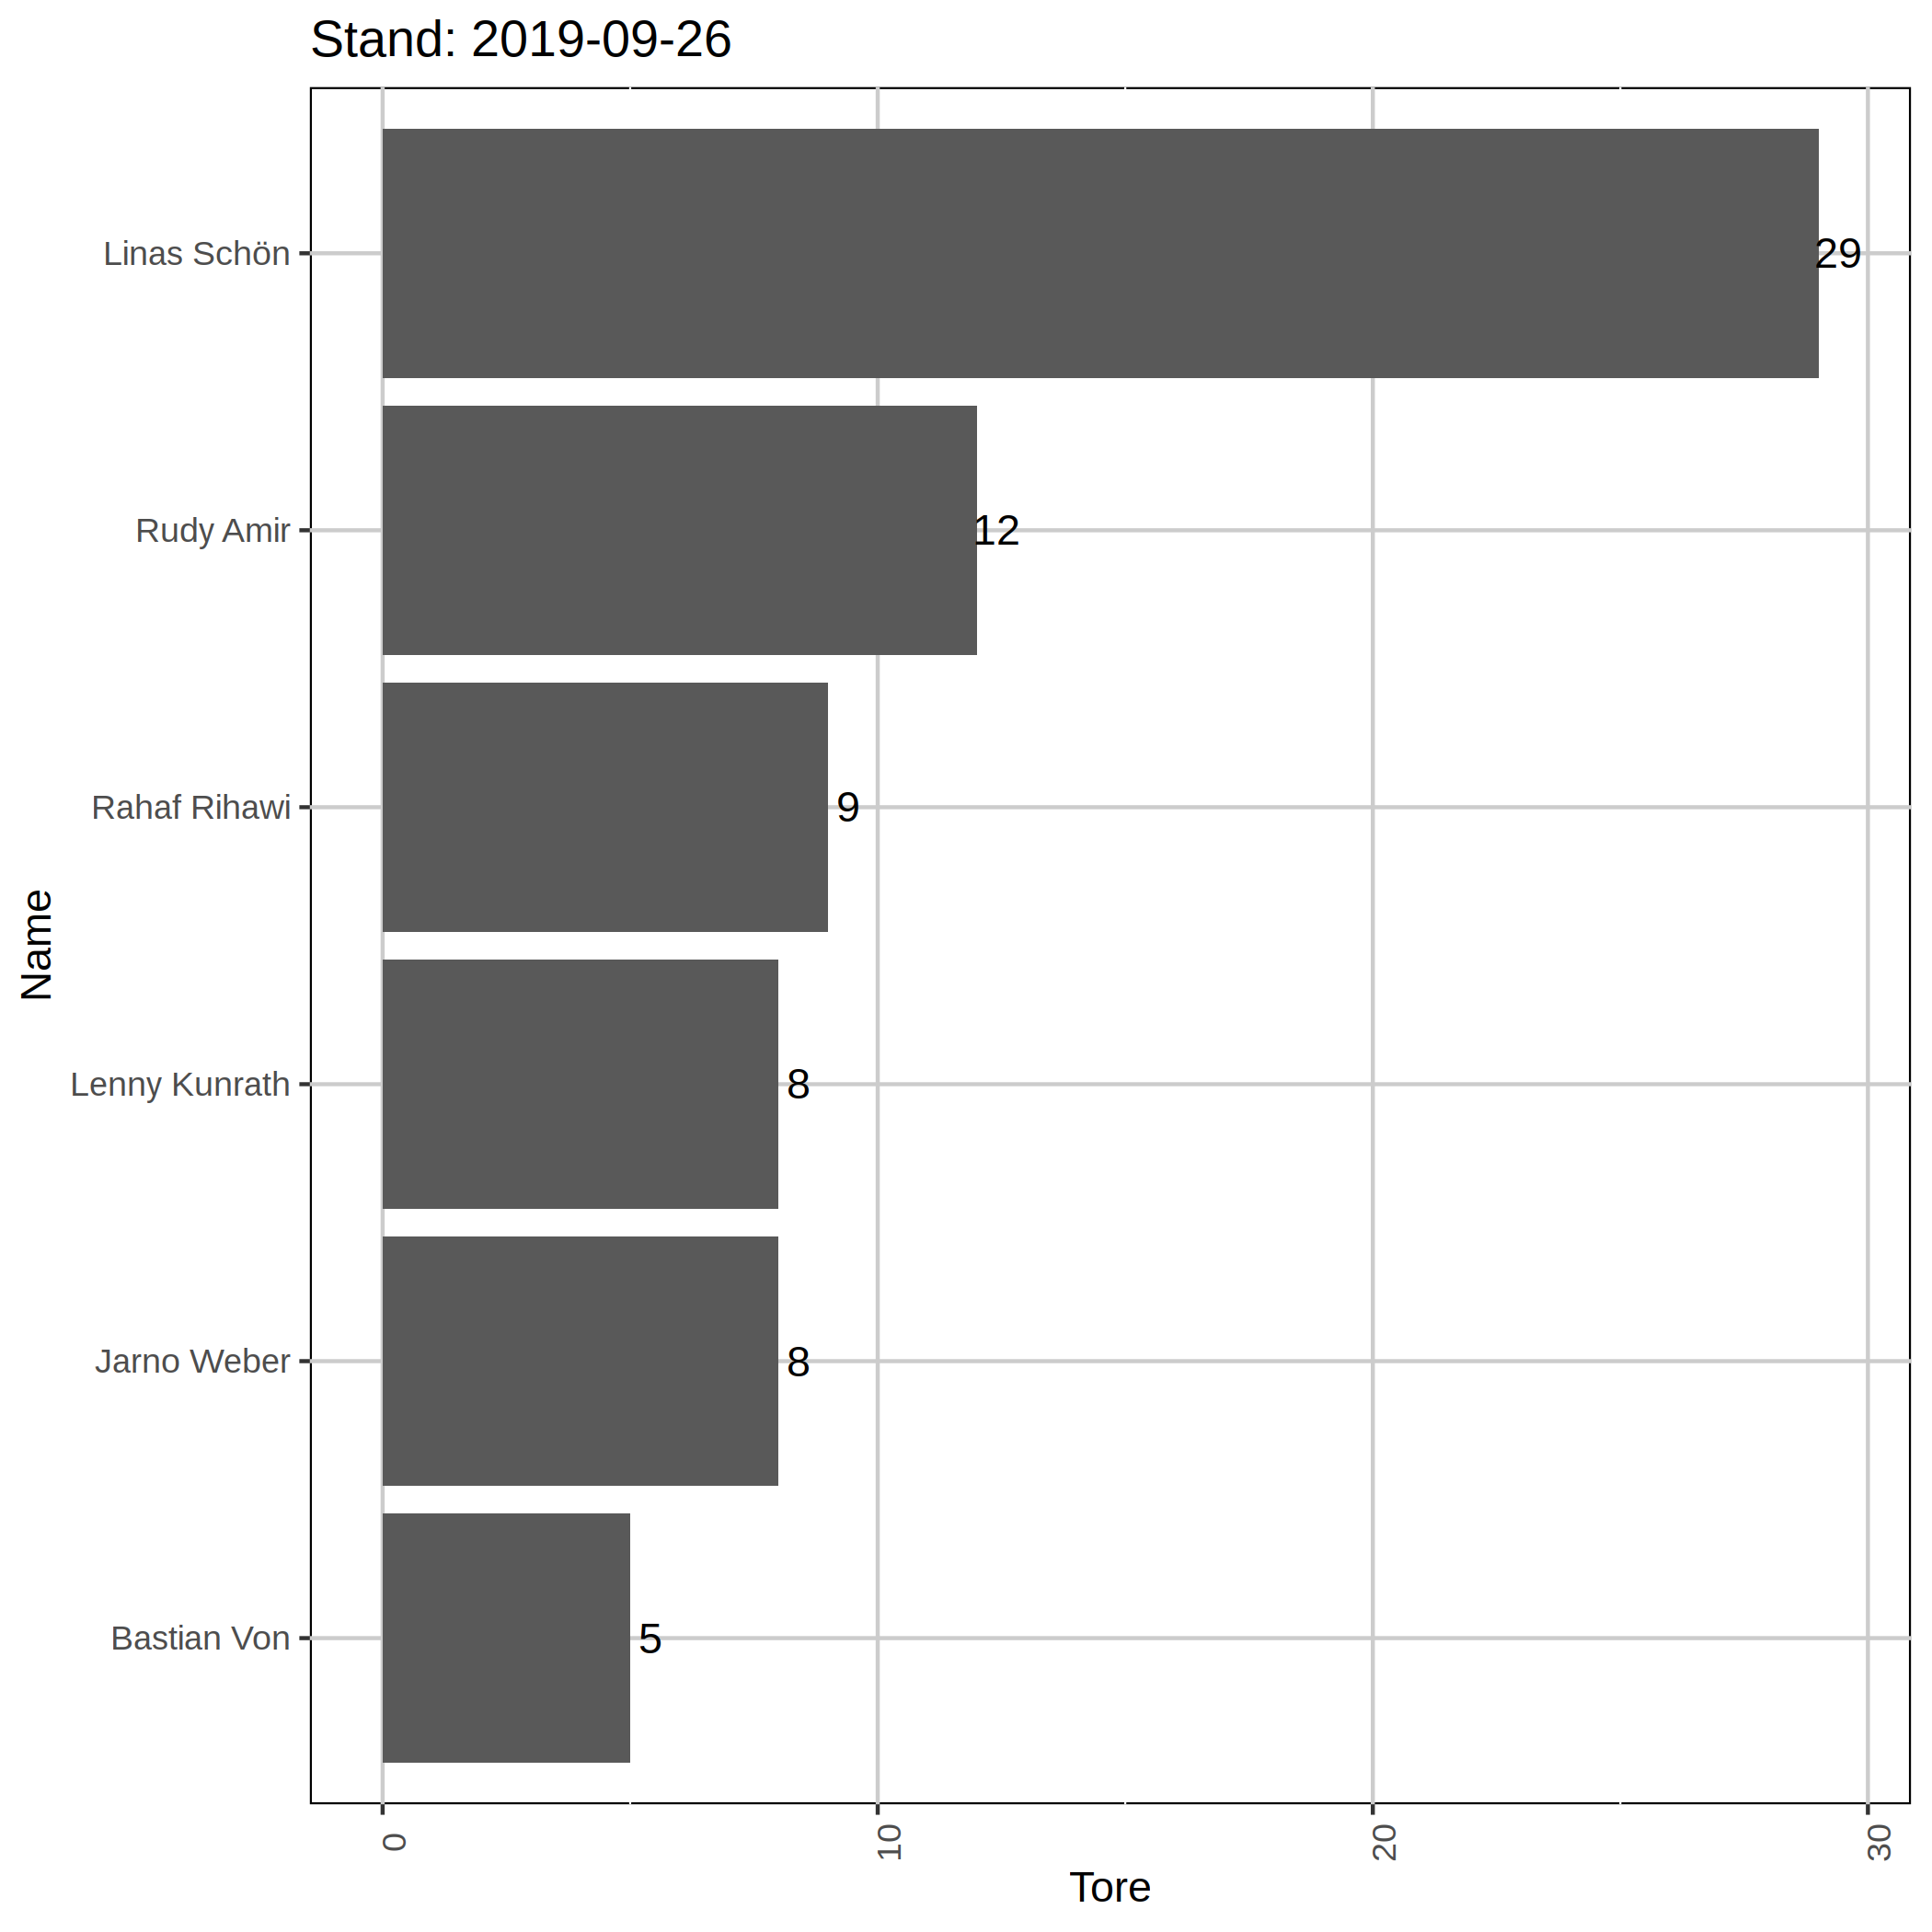 Stand: 2019-09-26
Linas Schön
29
Rudy Amir
12
Rahaf Rihawi
9
Name
Lenny Kunrath
8
Jarno Weber
8
Bastian Von
5
0
10
20
30
Tore